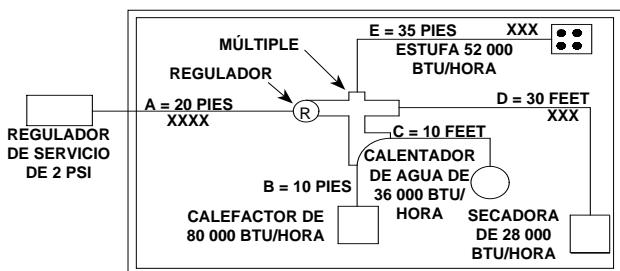 E = 35 PIES
XXX
ESTUFA 52 000
BTU/HORA
MÚLTIPLE
REGULADOR
R
A = 20 PIES
XXXX
REGULADOR
DE SERVICIO
DE 2 PSI
D = 30 FEET
XXX
C = 10 FEET
CALENTADOR
DE AGUA DE
36 000 BTU/
HORA
B = 10 PIES
CALEFACTOR DE
80 000 BTU/HORA
SECADORA
DE 28 000
BTU/HORA